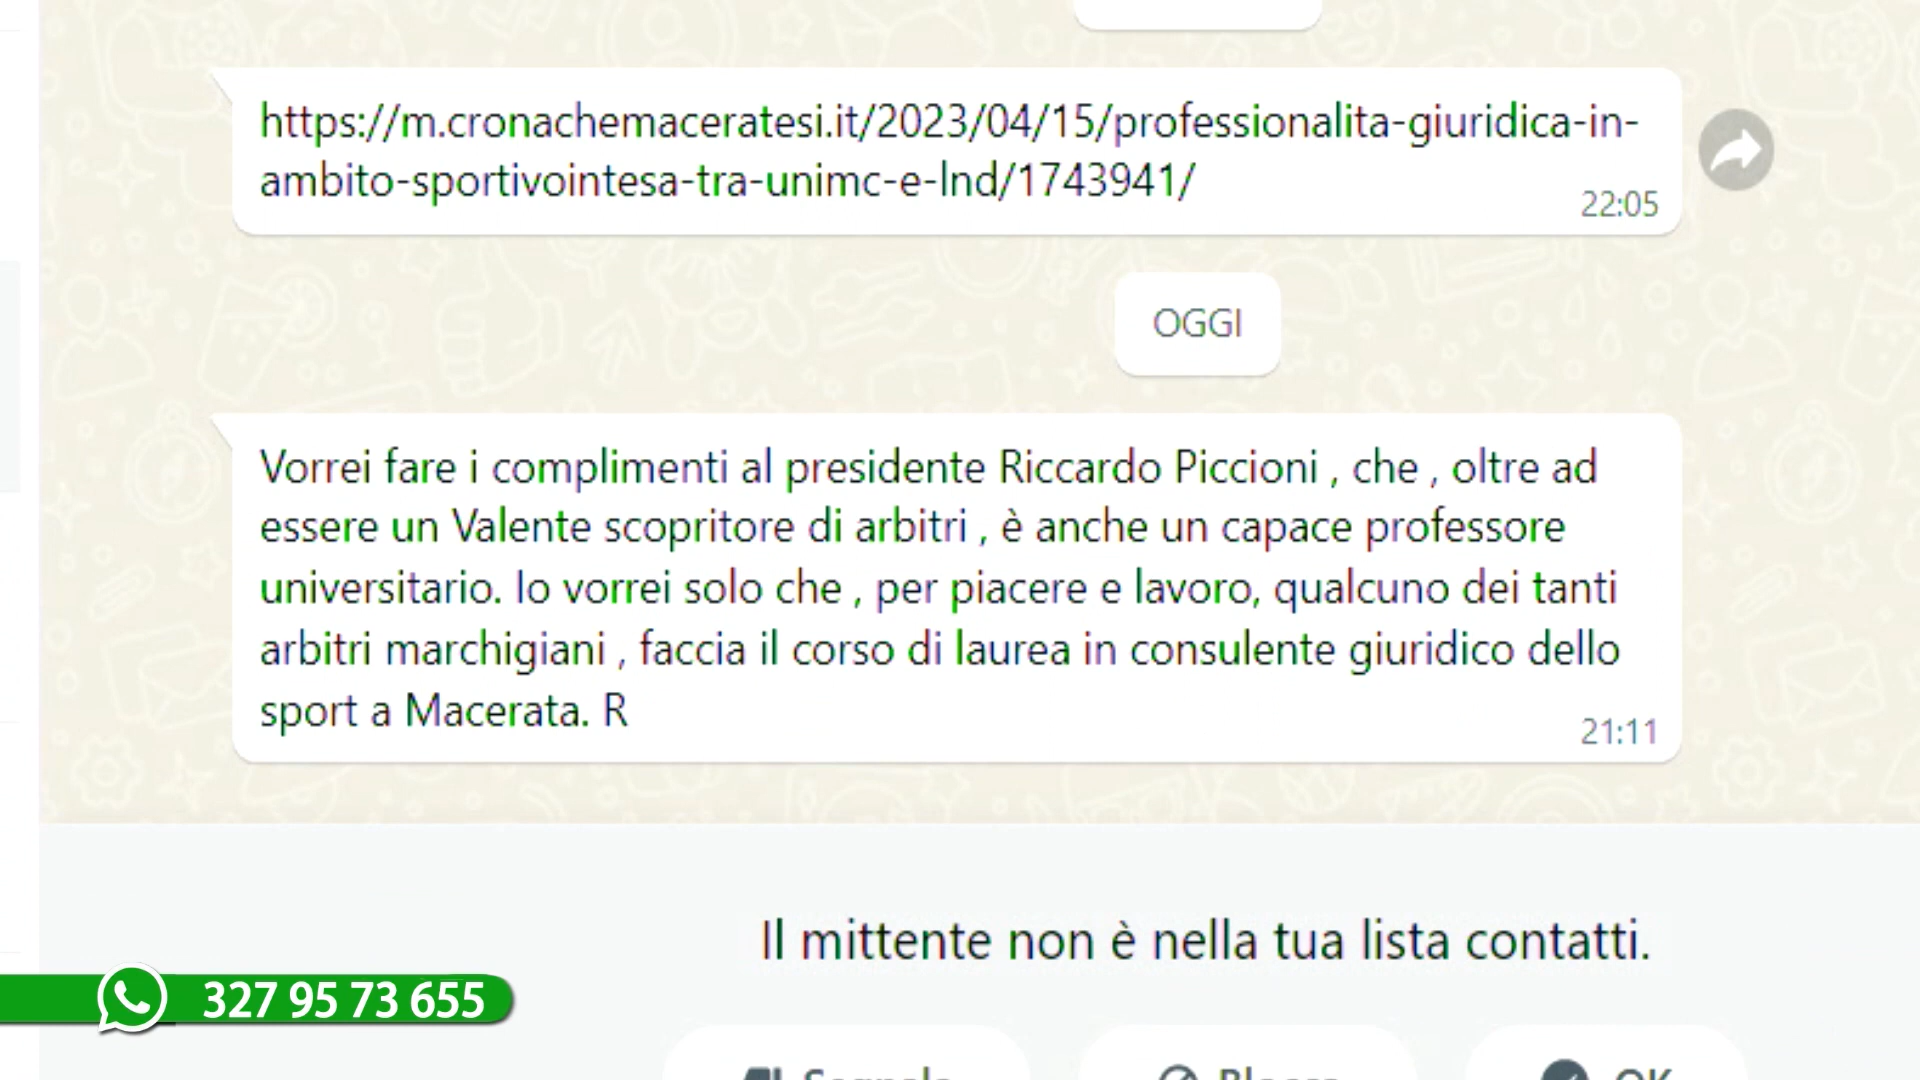 https://m.cronachemaceratesi.it/2023/04/15/professionalita-giuridica-in-
ambito-sportivointesa-tra-unimc-e-lnd/1743941/
22:05
OGGI
Vorrei fare i complimenti al presidente Riccardo Piccioni , che , oltre ad
essere un Valente scopritore di arbitri , è anche un capace professore
universitario. Io vorrei solo che , per piacere e lavoro, qualcuno dei tanti
arbitri marchigiani , faccia il corso di laurea in consulente giuridico dello
sport a Macerata. R
21:11
Il mittente non è nella tua lista contatti.
327 95 73 655
Segnala
Blocca
OK